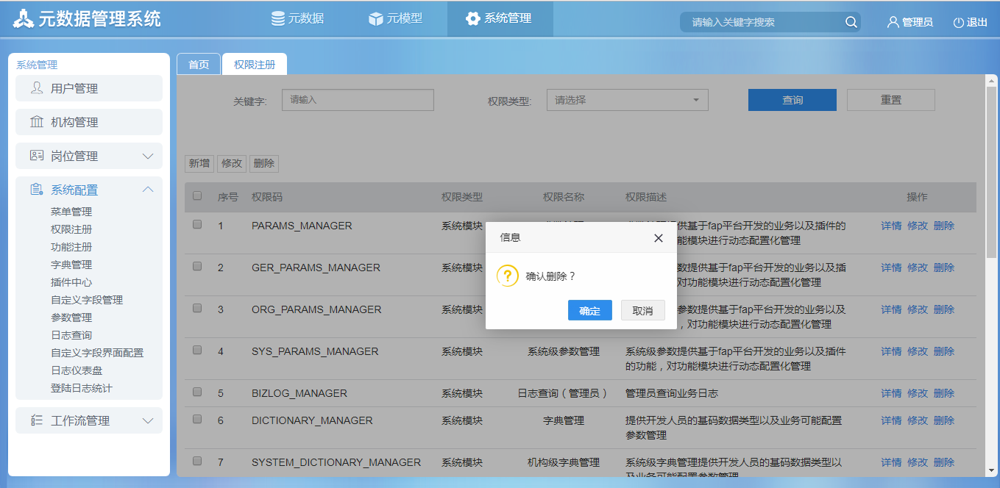 元数据管理系统
元数据
元模型
系统管理
请输入关键字搜索
管理员
退出
系统管理
用户管理
机构管理
岗位管理
系统配置
菜单管理
权限注册
功能注册
字典管理
插件中心
自定义字段管理
参数管理
日志查询
自定义字段界面配置
日志仪表盘
登陆日志统计
工作流管理
首页
权限注册
关键字:
请输入
权限类型:
请选择
查询
重置
新增
修改
删除
序号 权限码 权限类型 权限名称 权限描述 操作
1 PARAMS_MANAGER 系统模块 提供基于fap平台开发的业务以及插件的 详情 修改 删除
能模块进行动态配置化管理
2 GER_PARAMS_MANAGER 系统模块 数提供基于fap平台开发的业务以及插 详情 修改 删除
对功能模块进行动态配置化管理
3 ORG_PARAMS_MANAGER 系统模块 参数提供基于fap平台开发的业务以及 详情 修改 删除
，对功能模块进行动态配置化管理
4 SYS_PARAMS_MANAGER 系统模块 系统级参数管理 系统级参数提供基于fap平台开发的业务以及插件 详情 修改 删除
的功能，对功能模块进行动态配置化管理
5 BIZLOG_MANAGER 系统模块 日志查询（管理员） 管理员查询业务日志 详情 修改 删除
6 DICTIONARY_MANAGER 系统模块 字典管理 提供开发人员的基码数据类型以及业务可能配置 详情 修改 删除
参数管理
7 SYSTEM_DICTIONARY_MANAGER 系统模块 机构级字典管理 系统级字典管理提供开发人员的基码数据类型以 详情 修改 删除
及业务可能配置参数管理
信息
确认删除？
确定
取消